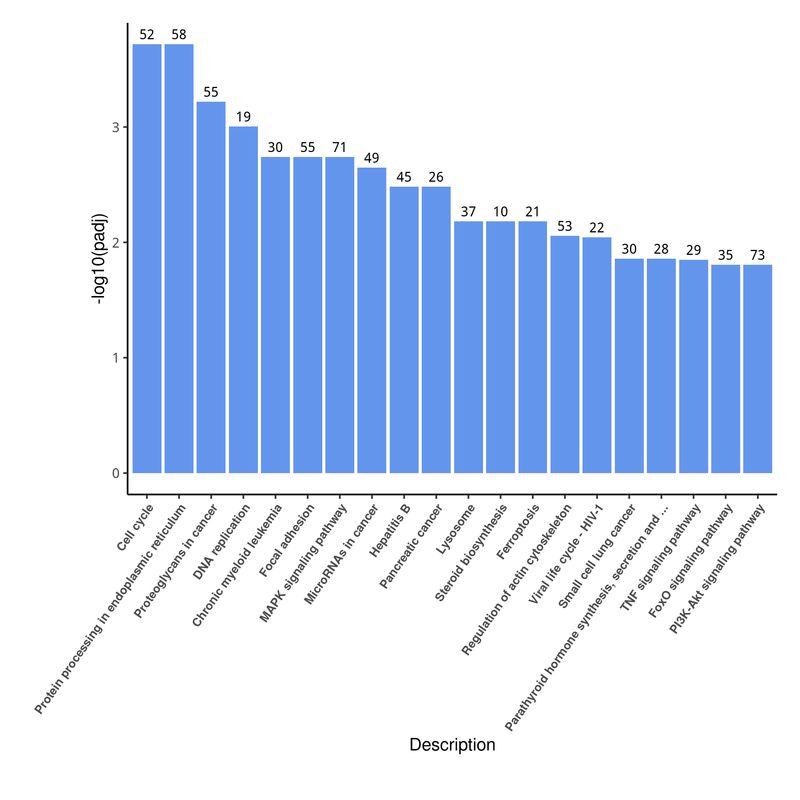 52
58
55
19
30
55
71
49
45
26
37
10
21
53
22
30
28
29
35
73
-log10(padj)
3
2
1
0
Cell cycle
Protein processing in endoplasmic reticulum
Proteoglycans in cancer
DNA replication
Chronic myeloid leukemia
Focal adhesion
MAPK signaling pathway
MicroRNAs in cancer
Hepatitis B
Pancreatic cancer
Lysosome
Steroid biosynthesis
Ferroptosis
Regulation of actin cytoskeleton
Viral life cycle - HIV-1
Small cell lung cancer
Parathyroid hormone synthesis, secretion and ...
TNF signaling pathway
FoxO signaling pathway
PI3K-Akt signaling pathway
Description